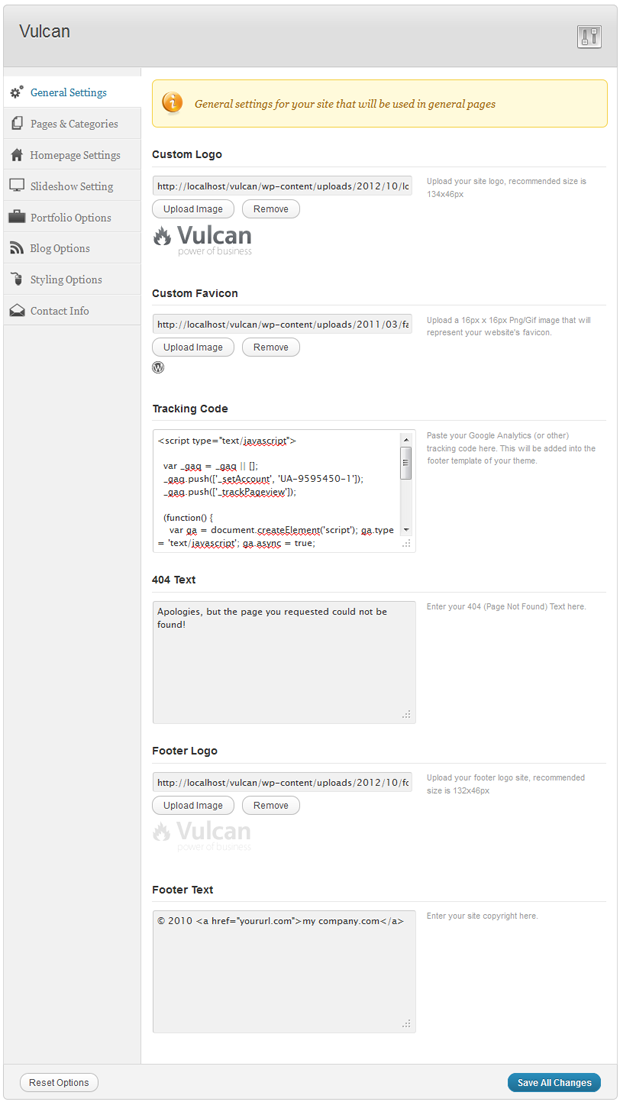 Vulcan
General Settings
Pages & Categories
Homepage Settings
Slideshow Setting
Portfolio Options
Blog Options
Styling Options
Contact Info
General settings for your site that will be used in general pages
Custom Logo
http://localhost/vulcan/wp-content/uploads/2012/10/lo
Upload your site logo, recommended size is
134x46px
Upload Image
Remove
Vulcan
power of business
Custom Favicon
http://localhost/vulcan/wp-content/uploads/2011/03/fa
Upload a 16px x 16px Png/Gif image that will
represent your website's favicon.
Upload Image
Remove
Tracking Code
<script type="text/javascript">
var _gaq = _gaq || [];
_gaq.push(['_setAccount', 'UA-9595450-1']);
_gaq.push(['_trackPageview']);
(function() {
var ga = document.createElement('script'); ga.type
= 'text/javascript'; ga.async = true;
Paste your Google Analytics (or other)
tracking code here. This will be added into the
footer template of your theme.
404 Text
Apologies, but the page you requested could not be
found!
Enter your 404 (Page Not Found) Text here.
Footer Logo
http://localhost/vulcan/wp-content/uploads/2012/10/fo
Upload your footer logo site, recommended
size is 132x46px
Upload Image
Remove
Vulcan
power of business
Footer Text
© 2010 <a href="yoururl.com">my company.com</a>
Enter your site copyright here.
Reset Options
Save All Changes